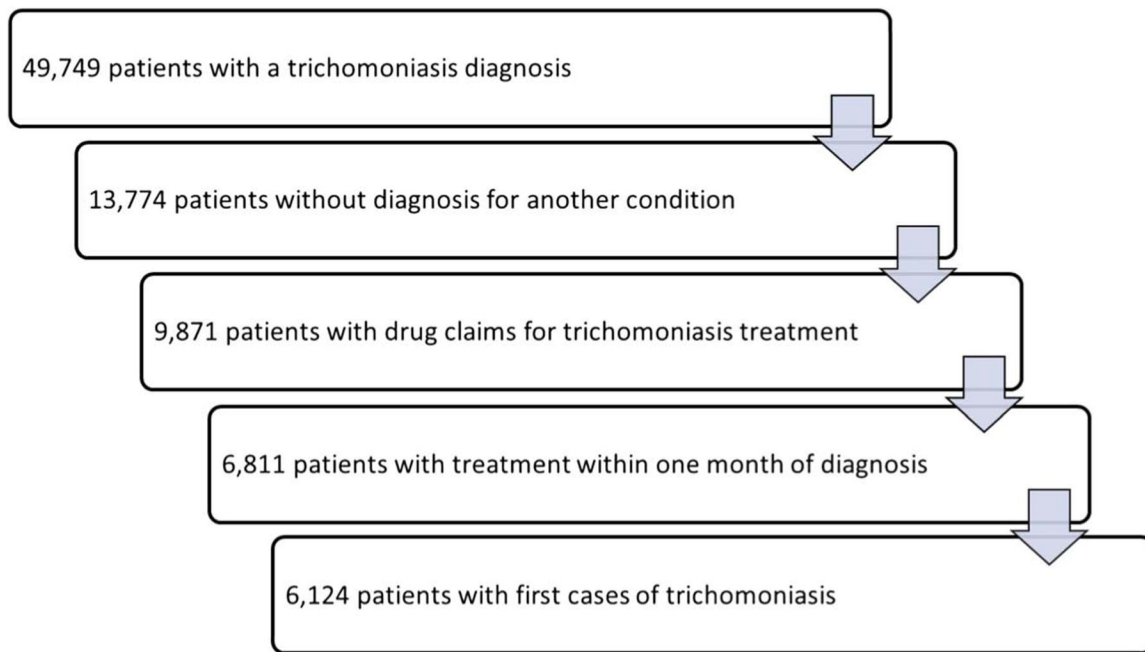 49,749 patients with a trichomoniasis diagnosis
13,774 patients without diagnosis for another condition
9,871 patients with drug claims for trichomoniasis treatment
6,811 patients with treatment within one month of diagnosis
6,124 patients with first cases of trichomoniasis